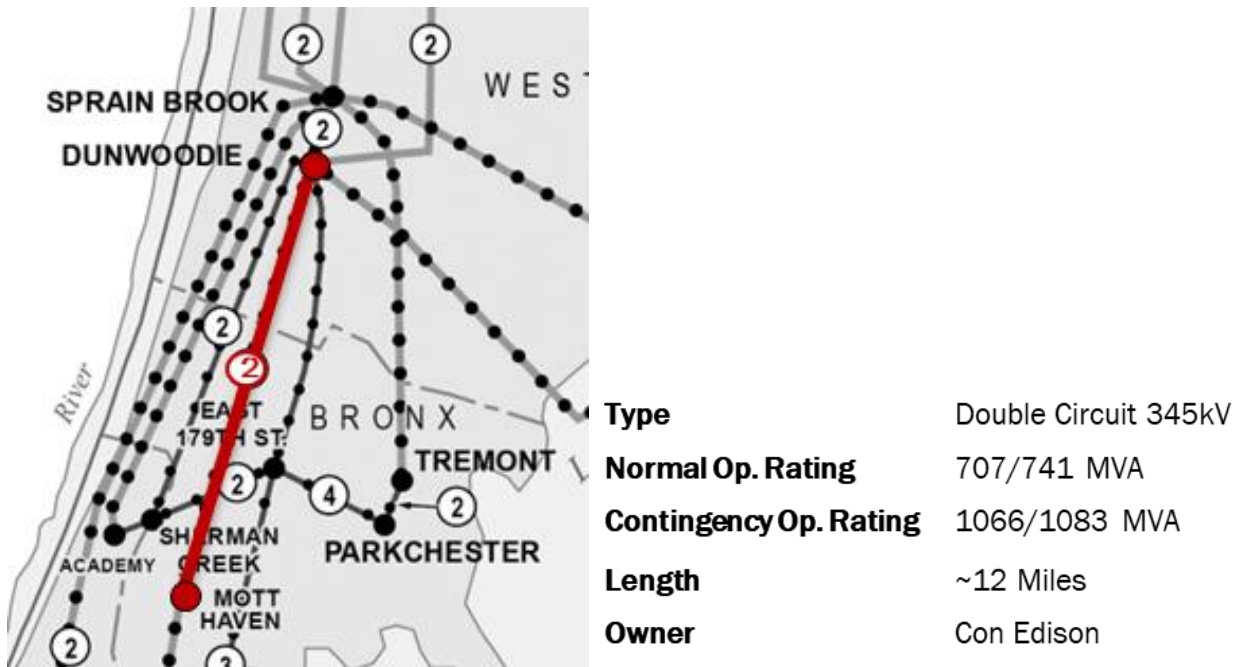 2
2
WEST
SPRAIN BROOK
2
DUNWOODIE
2
2
River
EAST
179TH ST.
BRONX
TREMONT
2
4
2
SHERMAN
CREEK
ACADEMY
PARKCHESTER
MOTT
HAVEN
2
3
Type Double Circuit 345kV
Normal Op. Rating 707/741 MVA
Contingency Op. Rating 1066/1083 MVA
Length ~12 Miles
Owner Con Edison